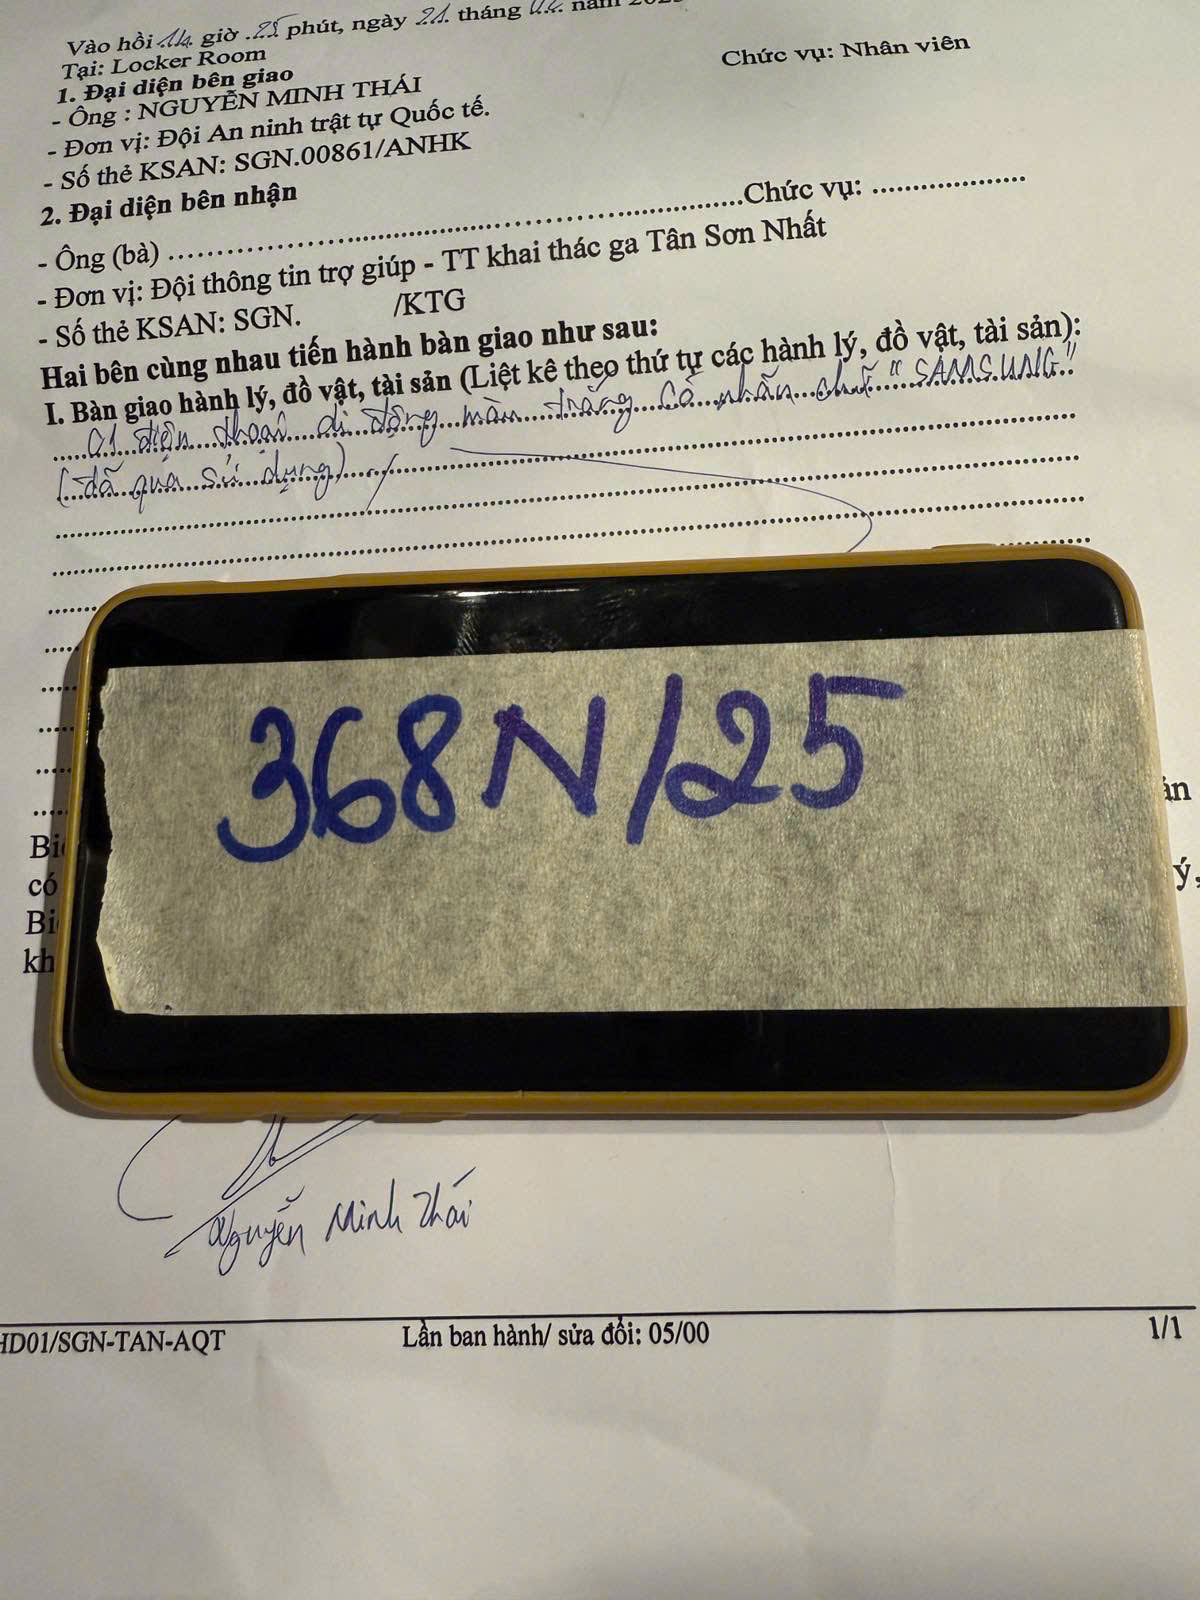 Vào hồi 14 giờ 25 phút, ngày 21 tháng năm
Tại: Locker Room
1. Đại diện bên giao
- Ông : NGUYỄN MINH THÁI Chức vụ: Nhân viên
- Đơn vị: Đội An ninh trật tự Quốc tế.
- Số thẻ KSAN: SGN.00861/ANHK
2. Đại diện bên nhận
- Ông (bà) .......... Chức vụ: ..........
- Đơn vị: Đội thông tin trợ giúp - TT khai thác ga Tân Sơn Nhất
- Số thẻ KSAN: SGN. /KTG
Hai bên cùng nhau tiến hành bàn giao như sau:
I. Bàn giao hành lý, đồ vật, tài sản (Liệt kê theo thứ tự các hành lý, đồ vật, tài sản):
01 điện thoại di động màu trắng có nhãn chữ "SAMSUNG"
(đã qua sử dụng)
368N/25
có
ý,
kh
Nguyễn Minh Thái
HD01/SGN-TAN-AQT Lần ban hành/ sửa đổi: 05/00 1/1